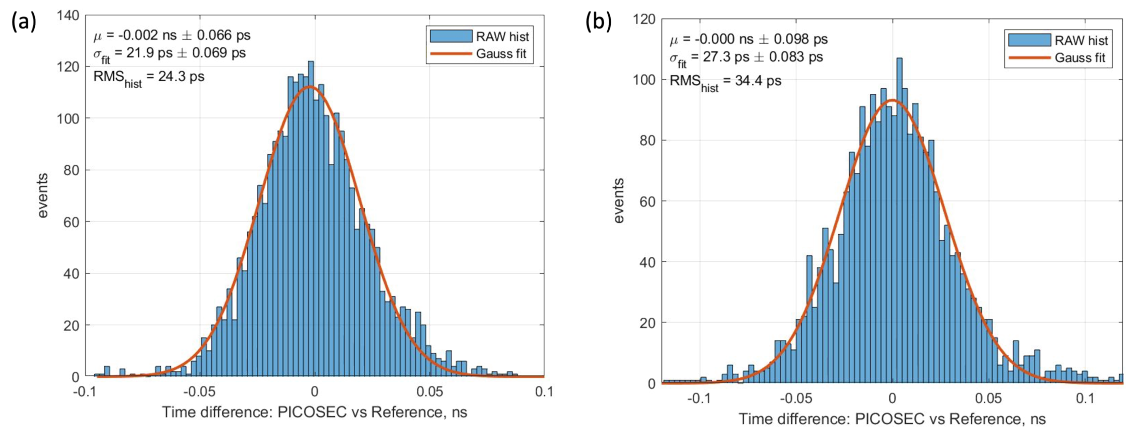 (a)
140
120
100
80
60
40
20
0
events
μ = -0.002 ns ± 0.066 ps
σfit = 21.9 ps ± 0.069 ps
RMShist = 24.3 ps
RAW hist
Gauss fit
-0.1
-0.05
0
0.05
0.1
Time difference: PICOSEC vs Reference, ns
(b)
120
100
80
60
40
20
0
events
μ = -0.000 ns ± 0.098 ps
σfit = 27.3 ps ± 0.083 ps
RMShist = 34.4 ps
RAW hist
Gauss fit
-0.1
-0.05
0
0.05
0.1
Time difference: PICOSEC vs Reference, ns